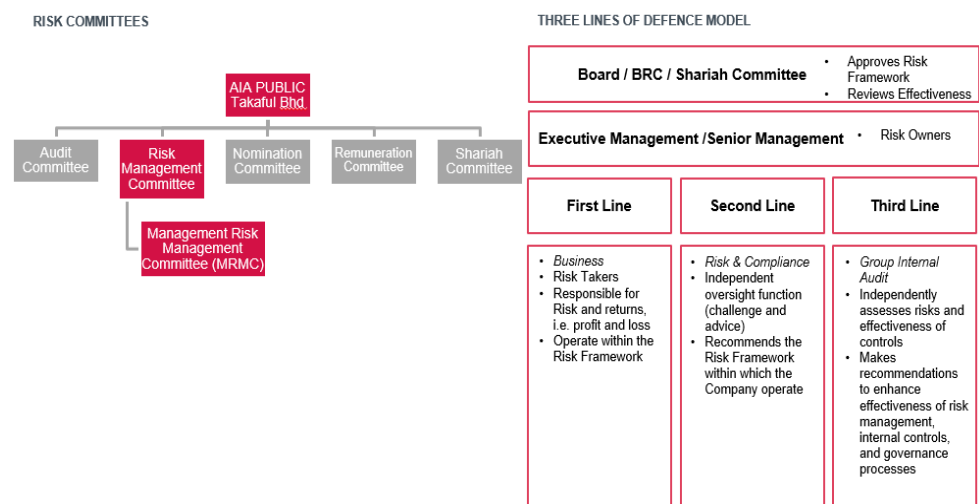 RISK COMMITTEES
AIA PUBLIC
Takaful Bhd
Audit
Committee
Risk
Management
Committee
Nomination
Committee
Remuneration
Committee
Shariah
Committee
Management Risk
Management
Committee (MRMC)
THREE LINES OF DEFENCE MODEL
Board / BRC / Shariah Committee
• Approves Risk
Framework
• Reviews Effectiveness
Executive Management /Senior Management
• Risk Owners
First Line
Second Line
Third Line
• Business
• Risk Takers
• Responsible for
Risk and returns,
i.e. profit and loss
• Operate within the
Risk Framework
• Risk & Compliance
• Independent
oversight function
(challenge and
advice)
• Recommends the
Risk Framework
within which the
Company operate
• Group Internal
Audit
• Independently
assesses risks and
effectiveness of
controls
• Makes
recommendations
to enhance
effectiveness of risk
management,
internal controls,
and governance
processes